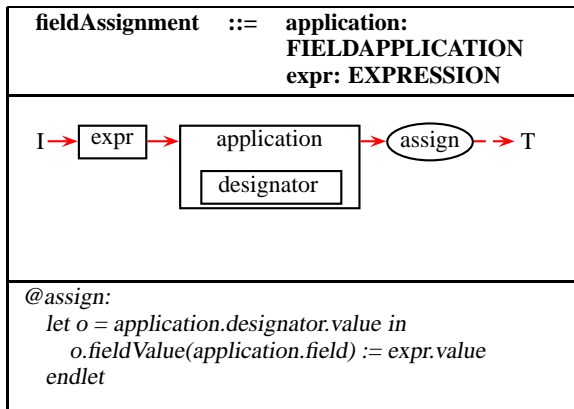 fieldAssignment ::= application:
FIELDAPPLICATION
expr: EXPRESSION
I expr application assign T
designator
@assign:
let o = application.designator.value in
o.fieldValue(application.field) := expr.value
endlet